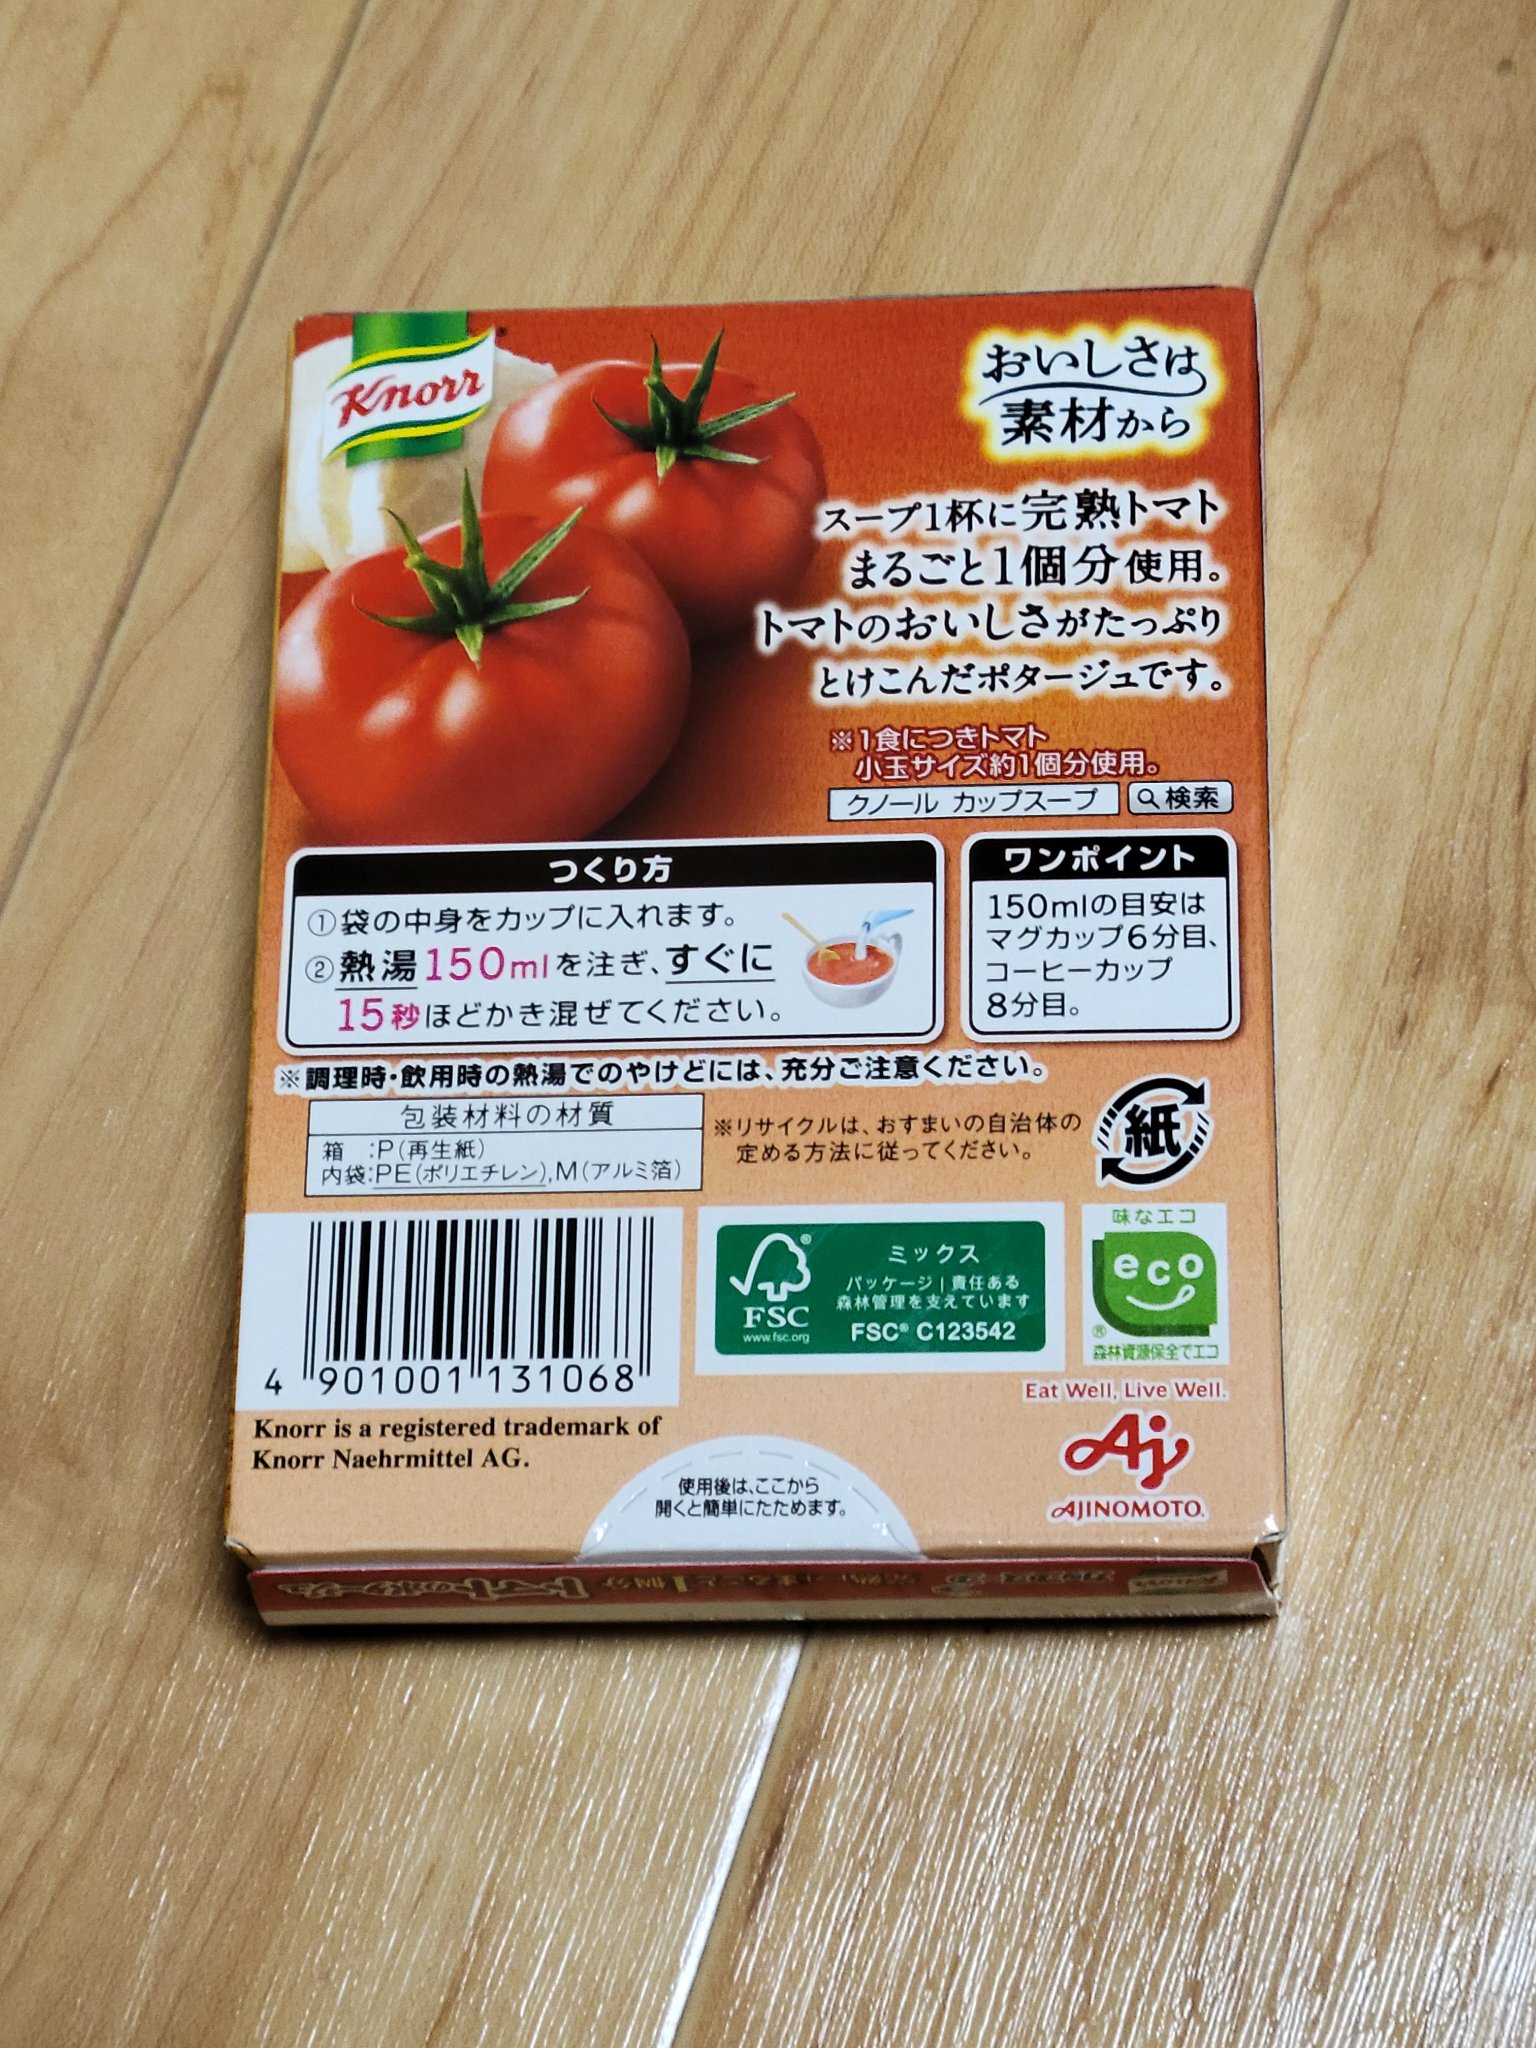 Knorr
おいしさは
素材から
スープ1杯に完熟トマト
まるごと1個分使用。
トマトのおいしさがたっぷり
とけこんだポタージュです。
※1食につきトマト
小玉サイズ約1個分使用。
クノール カップスープ 検索
つくり方
①袋の中身をカップに入れます。
②熱湯150mlを注ぎ、すぐに
15秒ほどかき混ぜてください。
ワンポイント
150mlの目安は
マグカップ6分目、
コーヒーカップ
8分目。
※調理時・飲用時の熱湯でのやけどには、充分ご注意ください。
包装材料の材質
箱 :P(再生紙)
内袋:PE(ポリエチレン),M(アルミ箔)
※リサイクルは、おすまいの自治体の
定める方法に従ってください。
紙
4 901001 131068
FSC®
www.fsc.org
ミックス
パッケージ|責任ある
森林管理を支えています
FSC® C123542
味なエコ
eco
®
森林資源保全でエコ
Knorr is a registered trademark of
Knorr Naehrmittel AG.
Eat Well, Live Well.
Aj
AJINOMOTO.
使用後は、ここから
開くと簡単にたためます。